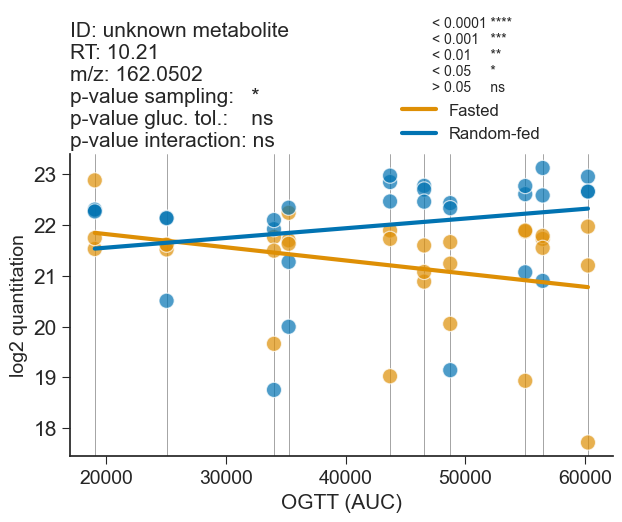 ID: unknown metabolite
RT: 10.21
m/z: 162.0502
p-value sampling: *
p-value gluc. tol.: ns
p-value interaction: ns
< 0.0001 ****
< 0.001 ***
< 0.01 **
< 0.05 *
> 0.05 ns
Fasted
Random-fed
log2 quantitation
23
22
21
20
19
18
20000 30000 40000 50000 60000
OGTT (AUC)